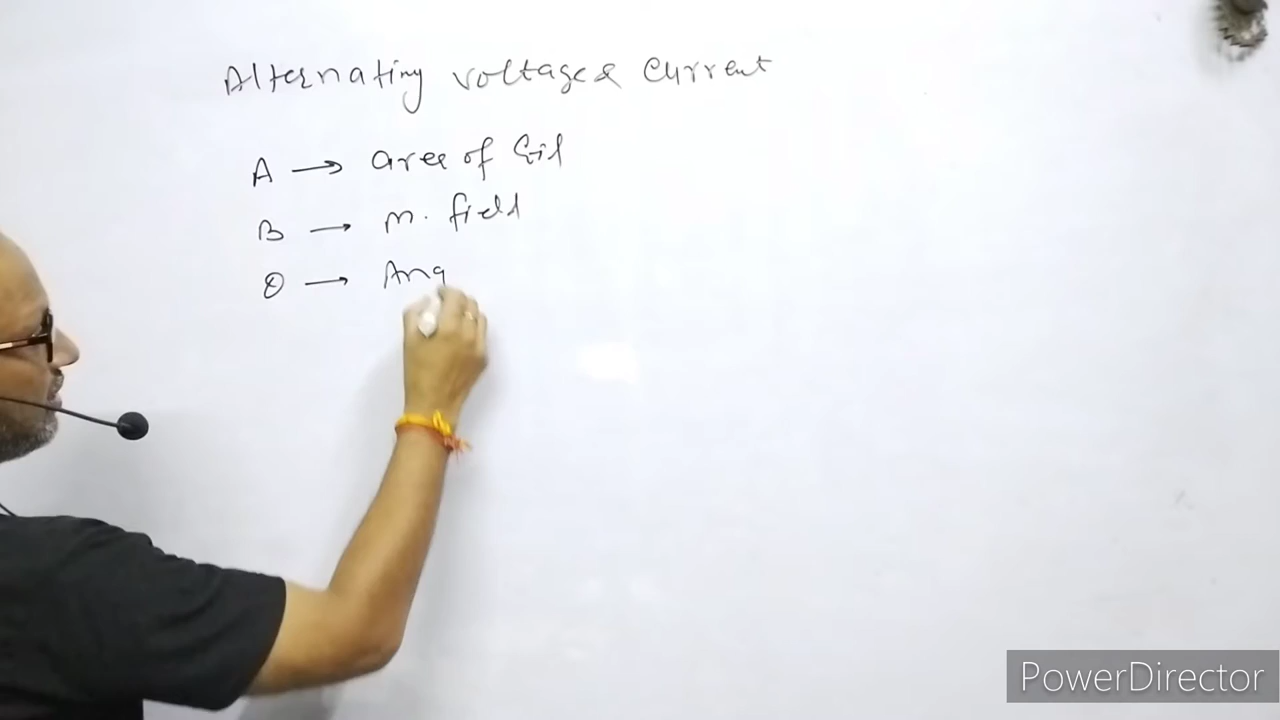 Alternating voltage & Current
A → area of Coil
B → M. field
θ → Ang
PowerDirector